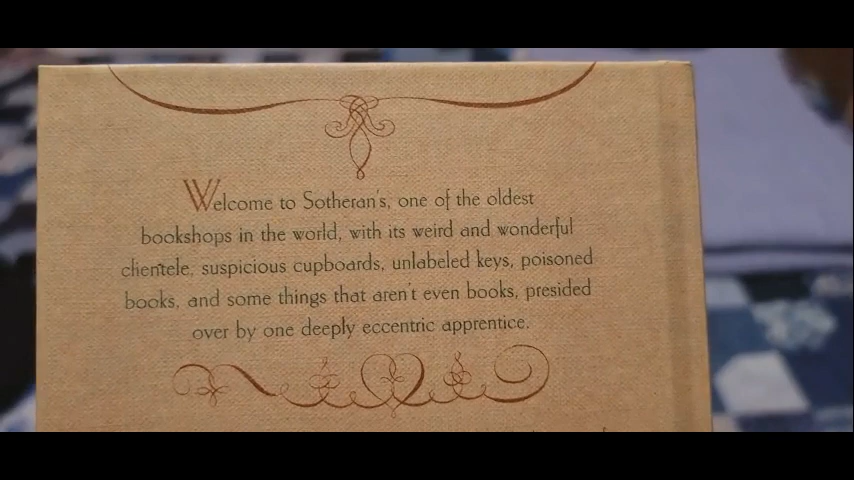 Welcome to Sotheran's, one of the oldest
bookshops in the world, with its weird and wonderful
clientele, suspicious cupboards, unlabeled keys, poisoned
books, and some things that aren't even books, presided
over by one deeply eccentric apprentice.